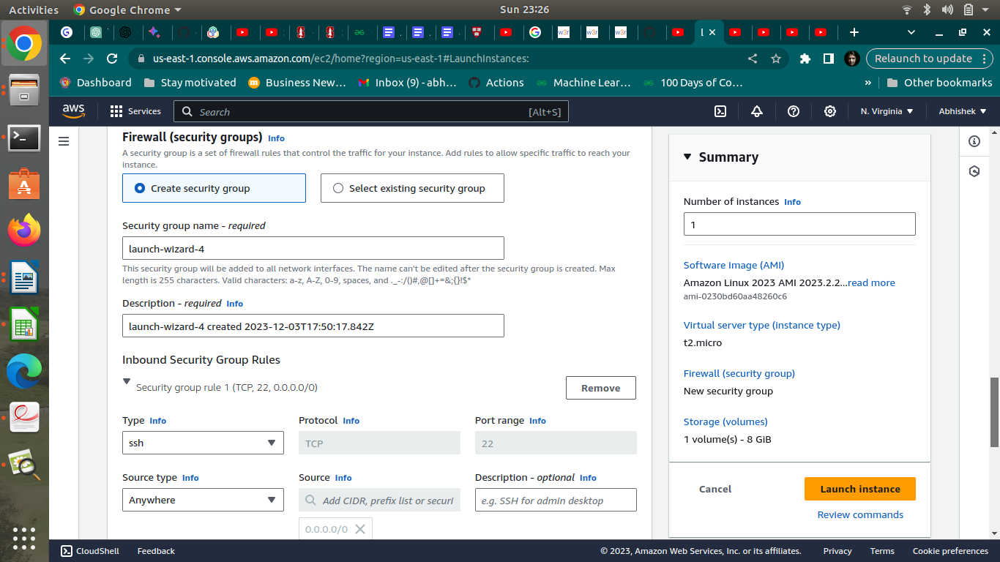 Activities
Google Chrome
Sun 23:26
w3r
w3r
w3r
us-east-1.console.aws.amazon.com/ec2/home?region=us-east-1#LaunchInstances:
Relaunch to update
Dashboard
Stay motivated
Business New…
Inbox (9) - abh…
Actions
Machine Lear…
100 Days of Co…
»
Other bookmarks
aws
Services
Search
[Alt+S]
N. Virginia
Abhishek
Firewall (security groups) Info
A security group is a set of firewall rules that control the traffic for your instance. Add rules to allow specific traffic to reach your
instance.
Create security group
Select existing security group
Security group name - required
launch-wizard-4
This security group will be added to all network interfaces. The name can't be edited after the security group is created. Max
length is 255 characters. Valid characters: a-z, A-Z, 0-9, spaces, and ._-:/()#,@[]+=&;{}!$*
Description - required Info
launch-wizard-4 created 2023-12-03T17:50:17.842Z
Inbound Security Group Rules
Security group rule 1 (TCP, 22, 0.0.0.0/0)
Remove
Type Info
Protocol Info
Port range Info
ssh
TCP
22
Source type Info
Source Info
Description - optional Info
Anywhere
Add CIDR, prefix list or securi
e.g. SSH for admin desktop
0.0.0.0/0
Summary
Number of instances Info
1
Software Image (AMI)
Amazon Linux 2023 AMI 2023.2.2...read more
ami-0230bd60aa48260c6
Virtual server type (instance type)
t2.micro
Firewall (security group)
New security group
Storage (volumes)
1 volume(s) - 8 GiB
Cancel
Launch instance
Review commands
CloudShell
Feedback
© 2023, Amazon Web Services, Inc. or its affiliates.
Privacy
Terms
Cookie preferences